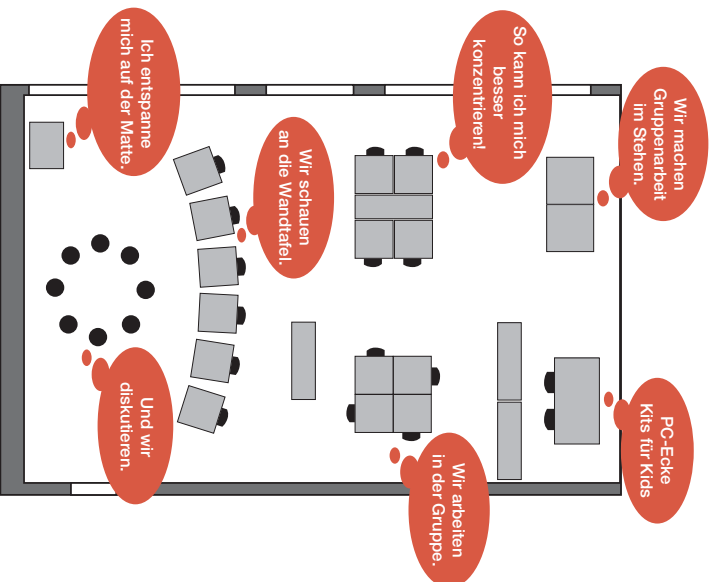 Wir machen
Gruppenarbeit
im Stehen.
PC-Ecke
Kits für Kids
So kann ich mich
besser
konzentrieren!
Wir arbeiten
in der Gruppe.
Wir schauen
an die Wandtafel.
Ich entspanne
mich auf der Matte.
Und wir
diskutieren.